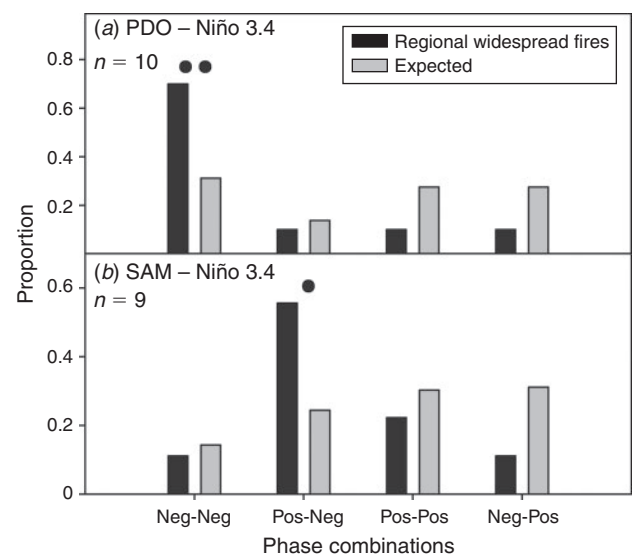 (a) PDO – Niño 3.4
n = 10
Regional widespread fires
Expected
0.8
0.6
0.4
0.2
(b) SAM – Niño 3.4
n = 9
0.6
0.4
0.2
0
Proportion
Neg-Neg Pos-Neg Pos-Pos Neg-Pos
Phase combinations